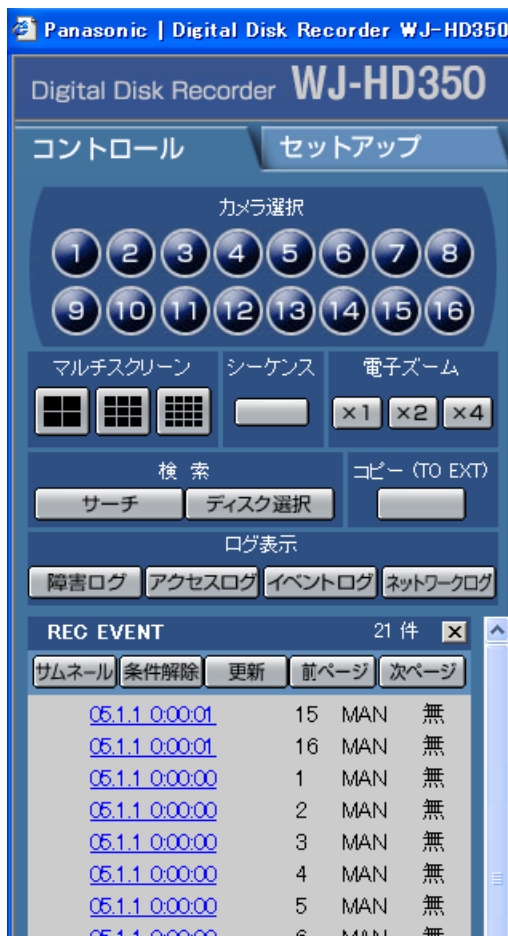 Panasonic | Digital Disk Recorder WJ-HD350
Digital Disk Recorder WJ-HD350
コントロール セットアップ
カメラ選択
1 2 3 4 5 6 7 8
9 10 11 12 13 14 15 16
マルチスクリーン シーケンス 電子ズーム
×1 ×2 ×4
検 索 コピー (TO EXT)
サーチ ディスク選択
ログ表示
障害ログ アクセスログ イベントログ ネットワークログ
REC EVENT 21 件
サムネール 条件解除 更新 前ページ 次ページ
05.1.1 0:00:01 15 MAN 無
05.1.1 0:00:01 16 MAN 無
05.1.1 0:00:00 1 MAN 無
05.1.1 0:00:00 2 MAN 無
05.1.1 0:00:00 3 MAN 無
05.1.1 0:00:00 4 MAN 無
05.1.1 0:00:00 5 MAN 無